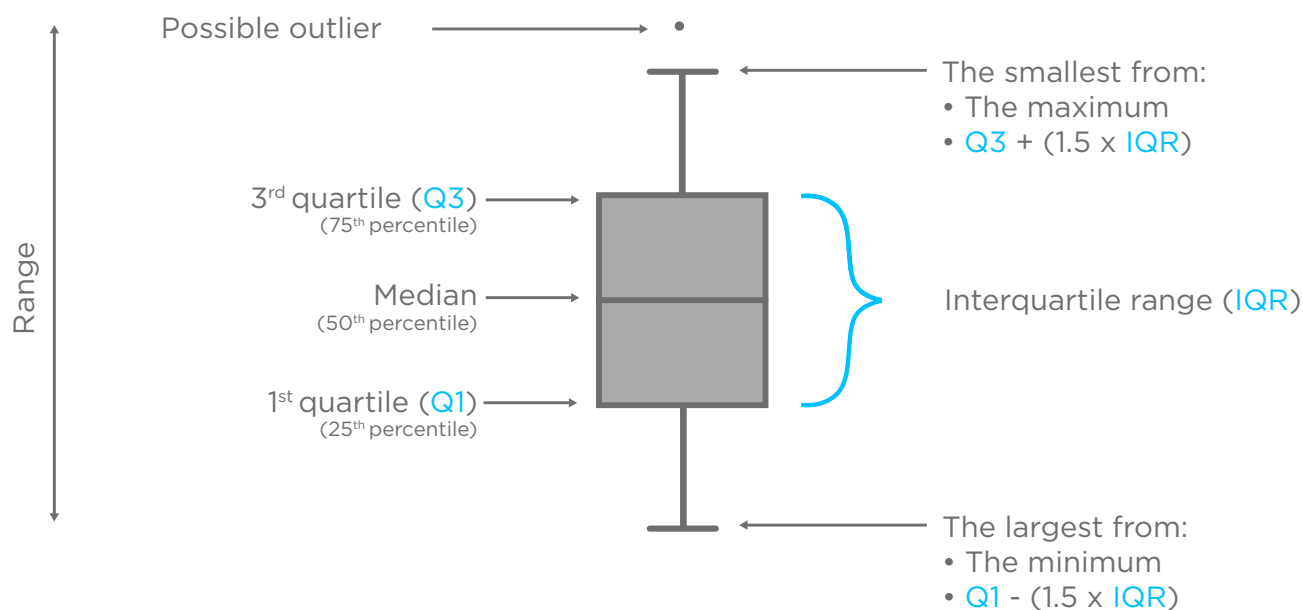 Possible outlier
The smallest from:
• The maximum
• Q3 + (1.5 x IQR)
3rd quartile (Q3)
(75th percentile)
Range
Median
(50th percentile)
Interquartile range (IQR)
1st quartile (Q1)
(25th percentile)
The largest from:
• The minimum
• Q1 - (1.5 x IQR)